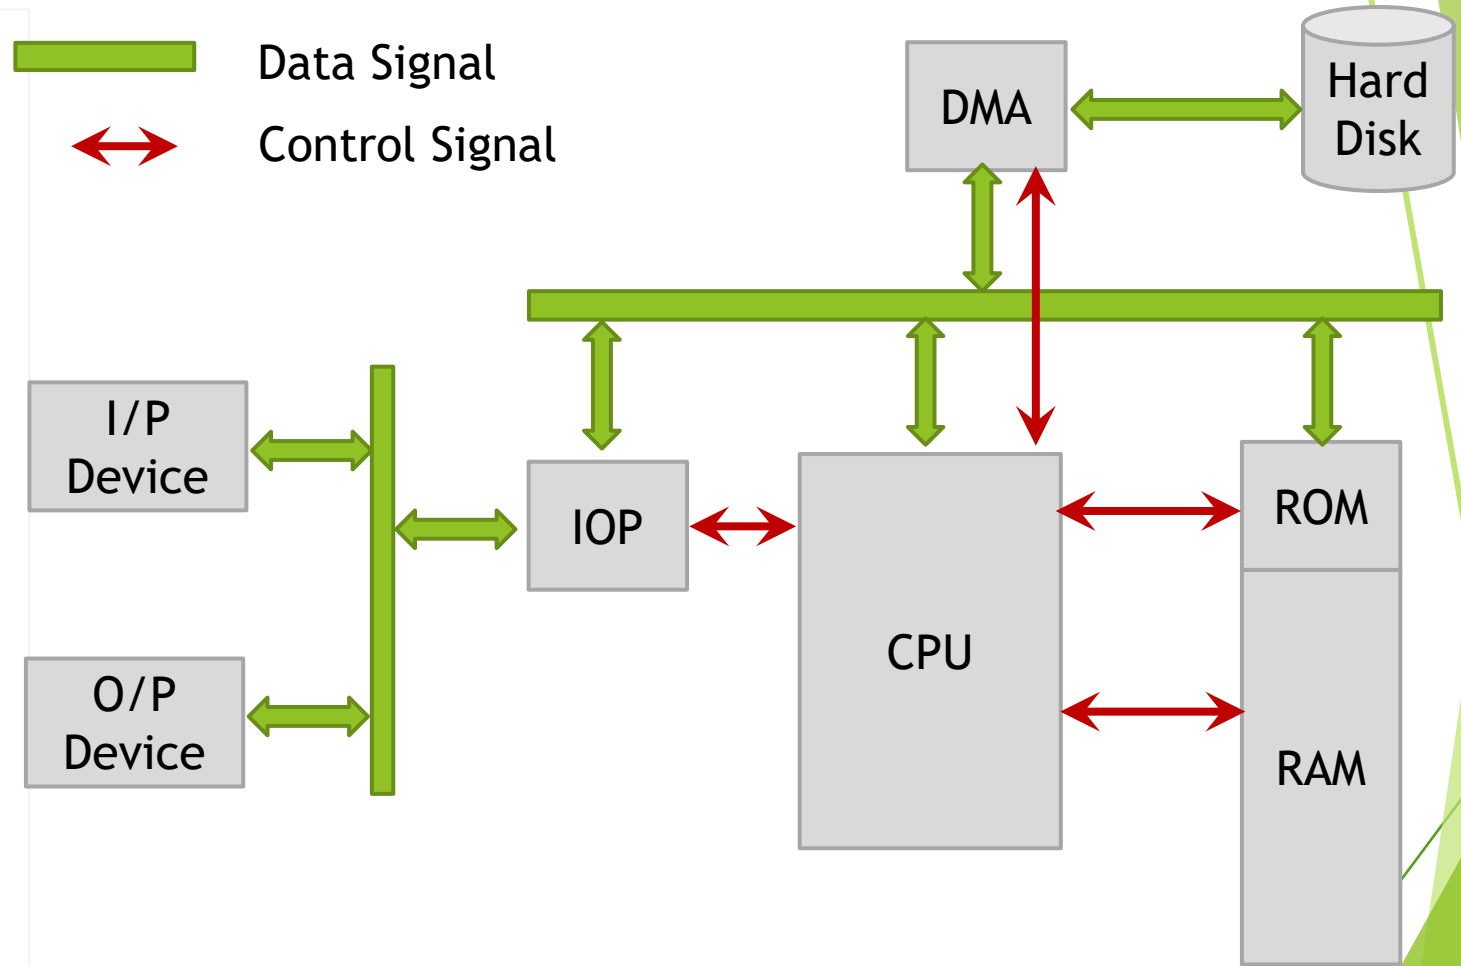 Data Signal
Control Signal
DMA
Hard
Disk
I/P
Device
IOP
ROM
CPU
O/P
Device
RAM